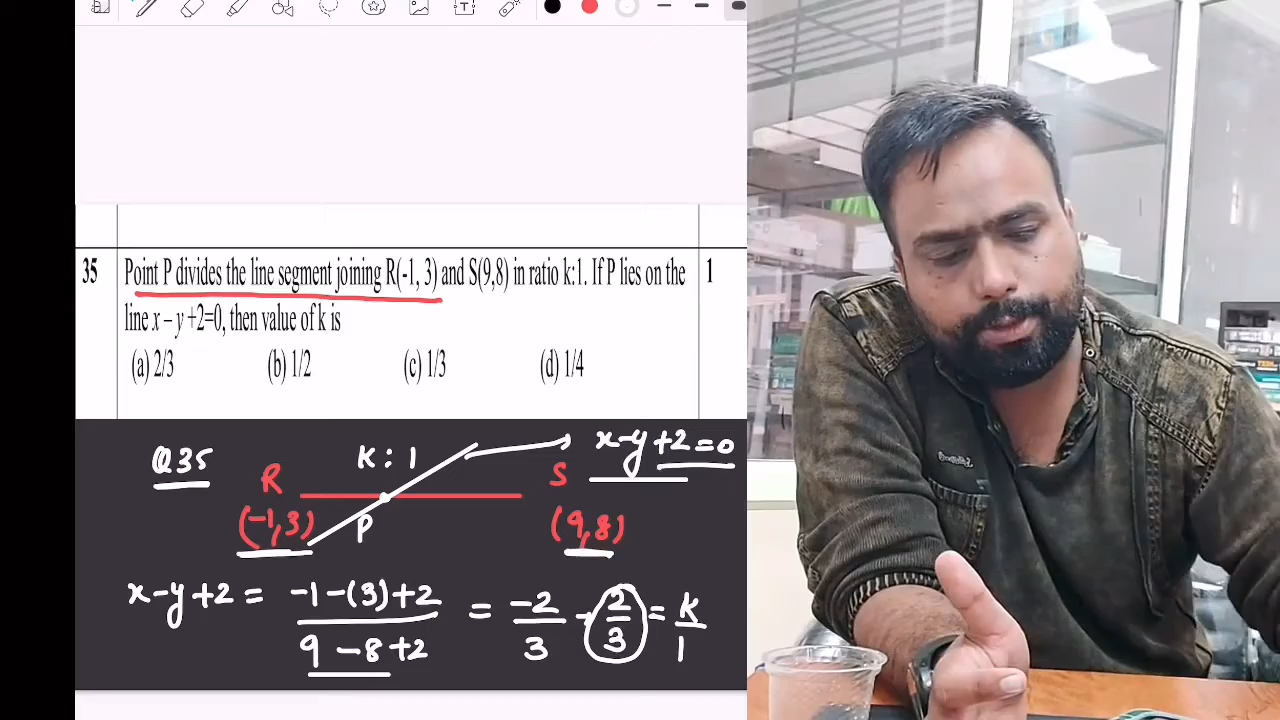 35 Point P divides the line segment joining R(-1, 3) and S(9,8) in ratio k:1. If P lies on the 1
line x – y +2=0, then value of k is
(a) 2/3 (b) 1/2 (c) 1/3 (d) 1/4
Q35 K : 1 x-y+2=0
R S
(-1,3) P (9,8)
x-y+2 = -1-(3)+2 / 9-8+2 = -2/3 - 2/3 = k/1